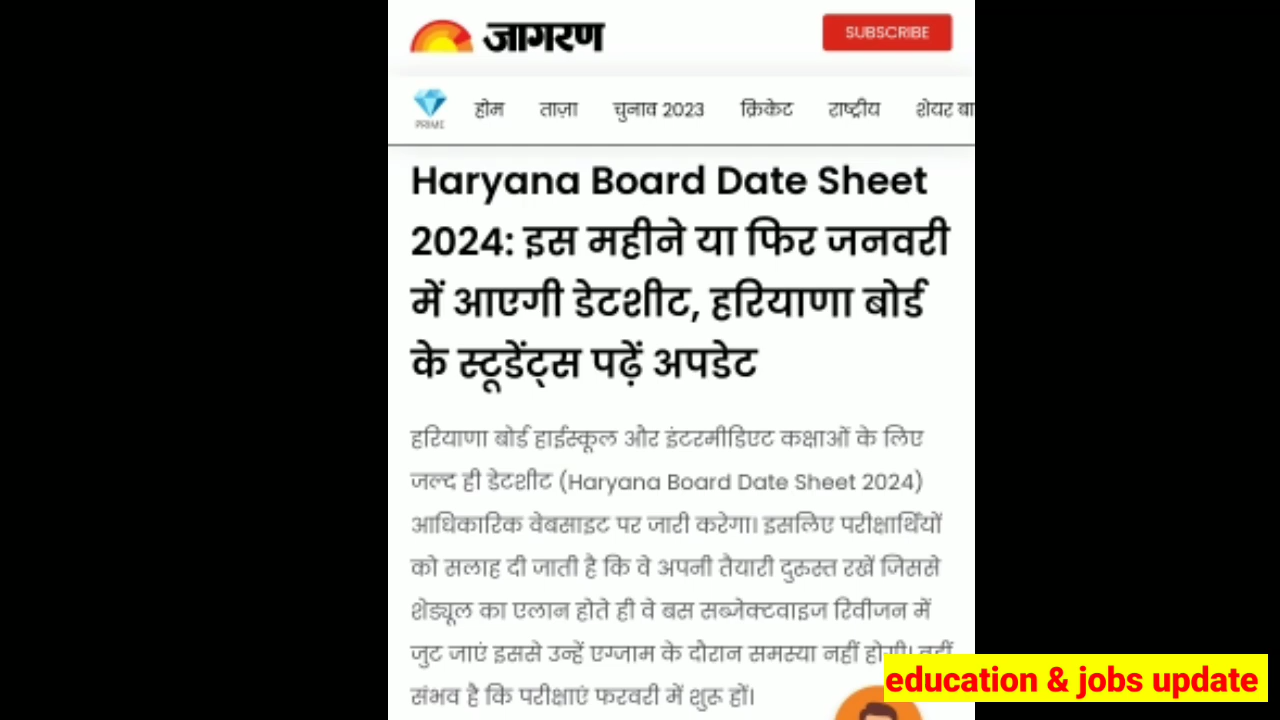 जागरण
SUBSCRIBE
PRIME
होम ताज़ा चुनाव 2023 क्रिकेट राष्ट्रीय शेयर बा
Haryana Board Date Sheet
2024: इस महीने या फिर जनवरी
में आएगी डेटशीट, हरियाणा बोर्ड
के स्टूडेंट्स पढ़ें अपडेट
हरियाणा बोर्ड हाईस्कूल और इंटरमीडिएट कक्षाओं के लिए
जल्द ही डेटशीट (Haryana Board Date Sheet 2024)
आधिकारिक वेबसाइट पर जारी करेगा। इसलिए परीक्षार्थियों
को सलाह दी जाती है कि वे अपनी तैयारी दुरुस्त रखें जिससे
शेड्यूल का एलान होते ही वे बस सब्जेक्टवाइज रिवीजन में
जुट जाएं इससे उन्हें एग्जाम के दौरान समस्या नहीं होगी। वहीं
संभव है कि परीक्षाएं फरवरी में शुरू हों।
education & jobs update